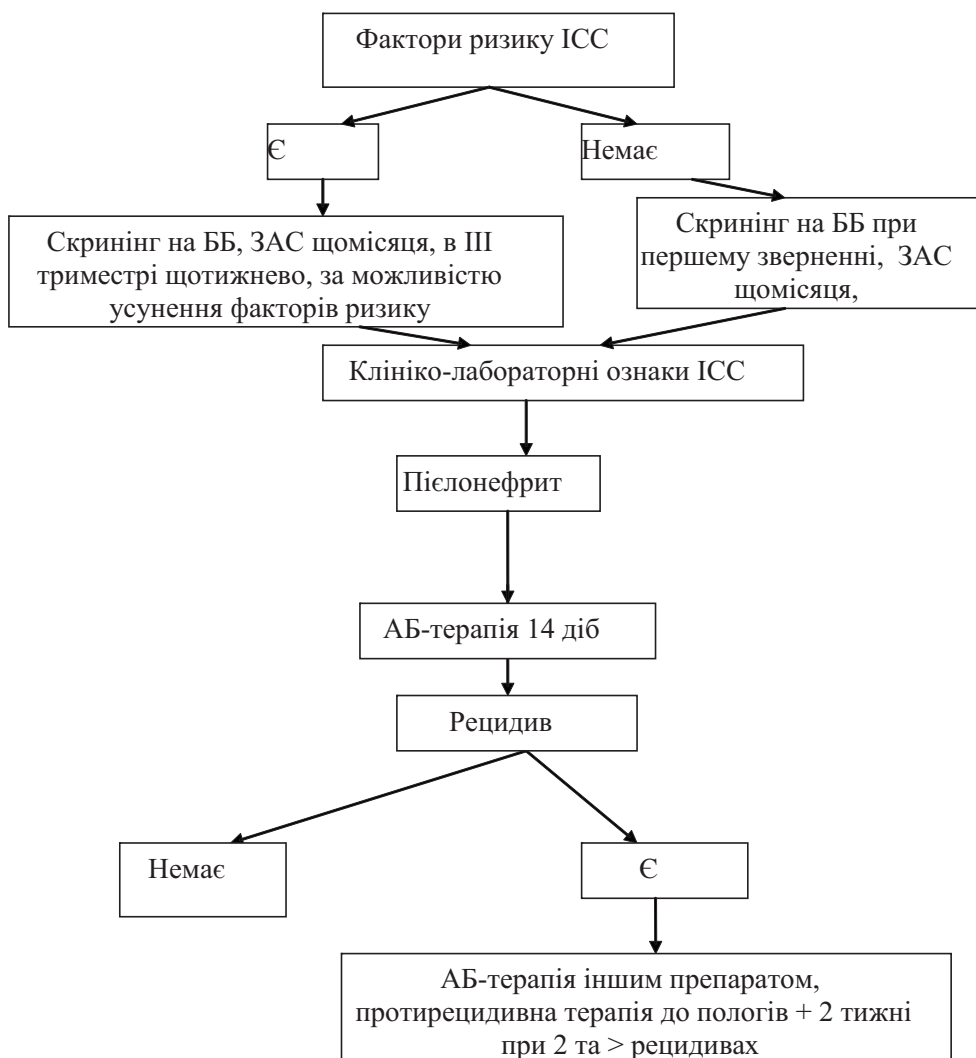 Фактори ризику ІСС
Є
Немає
Скринінг на ББ, ЗАС щомісяця, в ІІІ
триместрі щотижнево, за можливістю
усунення факторів ризику
Скринінг на ББ при
першему зверненні, ЗАС
щомісяця,
Клініко-лабораторні ознаки ІСС
Пієлонефрит
АБ-терапія 14 діб
Рецидив
Немає
Є
АБ-терапія іншим препаратом,
протирецидивна терапія до пологів + 2 тижні
при 2 та > рецидивах